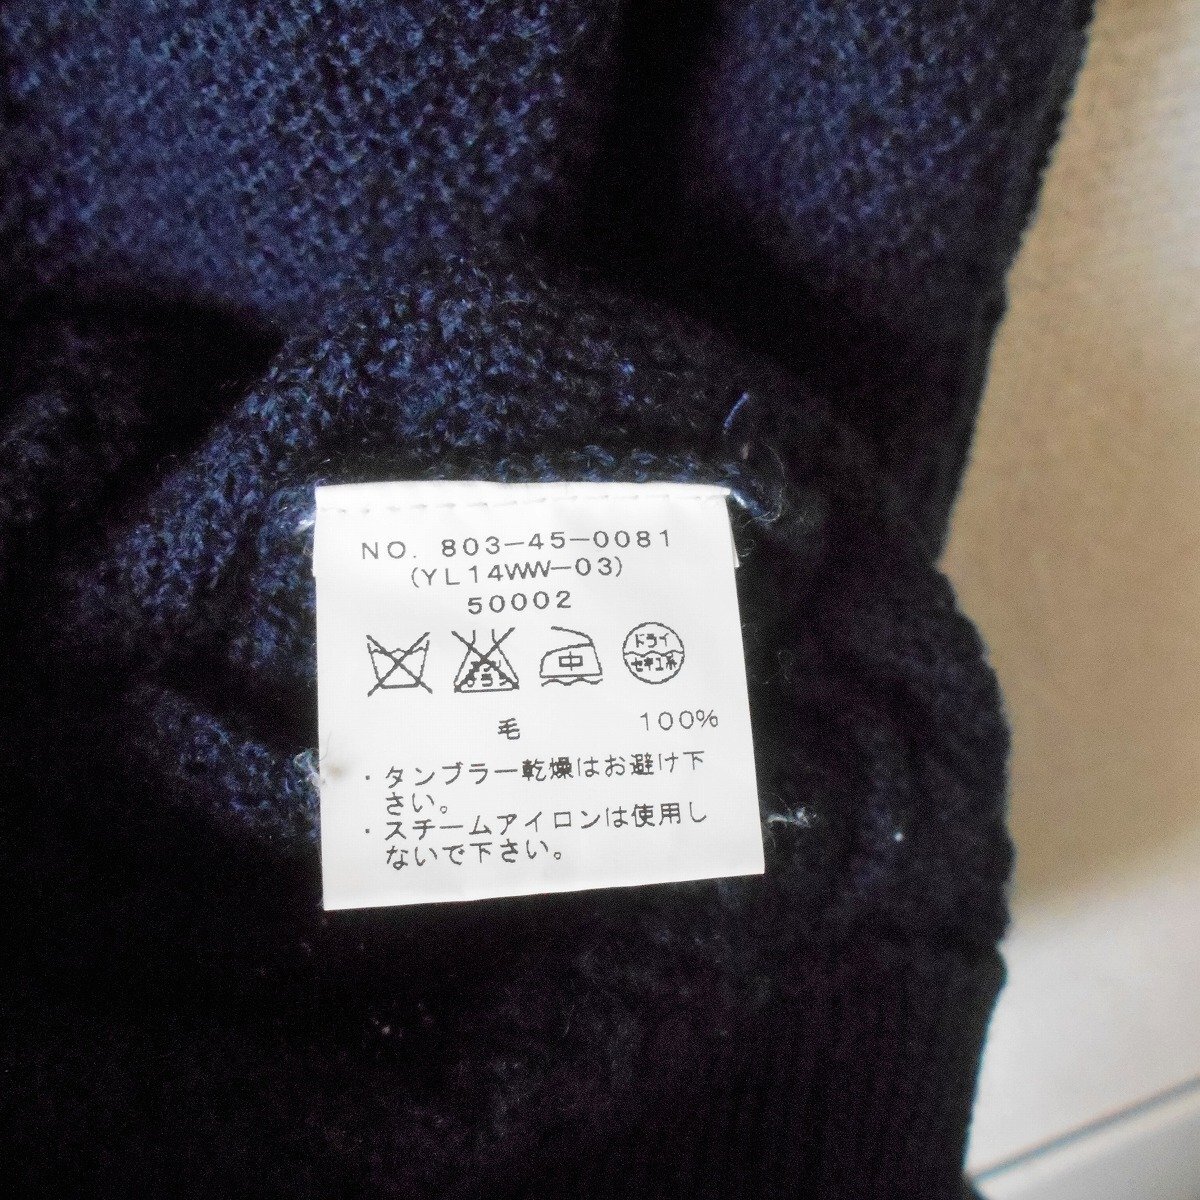 NO. 803-45-0081
(YL14WW-03)
50002
中
ドライ
セキユ系
毛 100%
・タンブラー乾燥はお避け下
さい。
・スチームアイロンは使用し
ないで下さい。